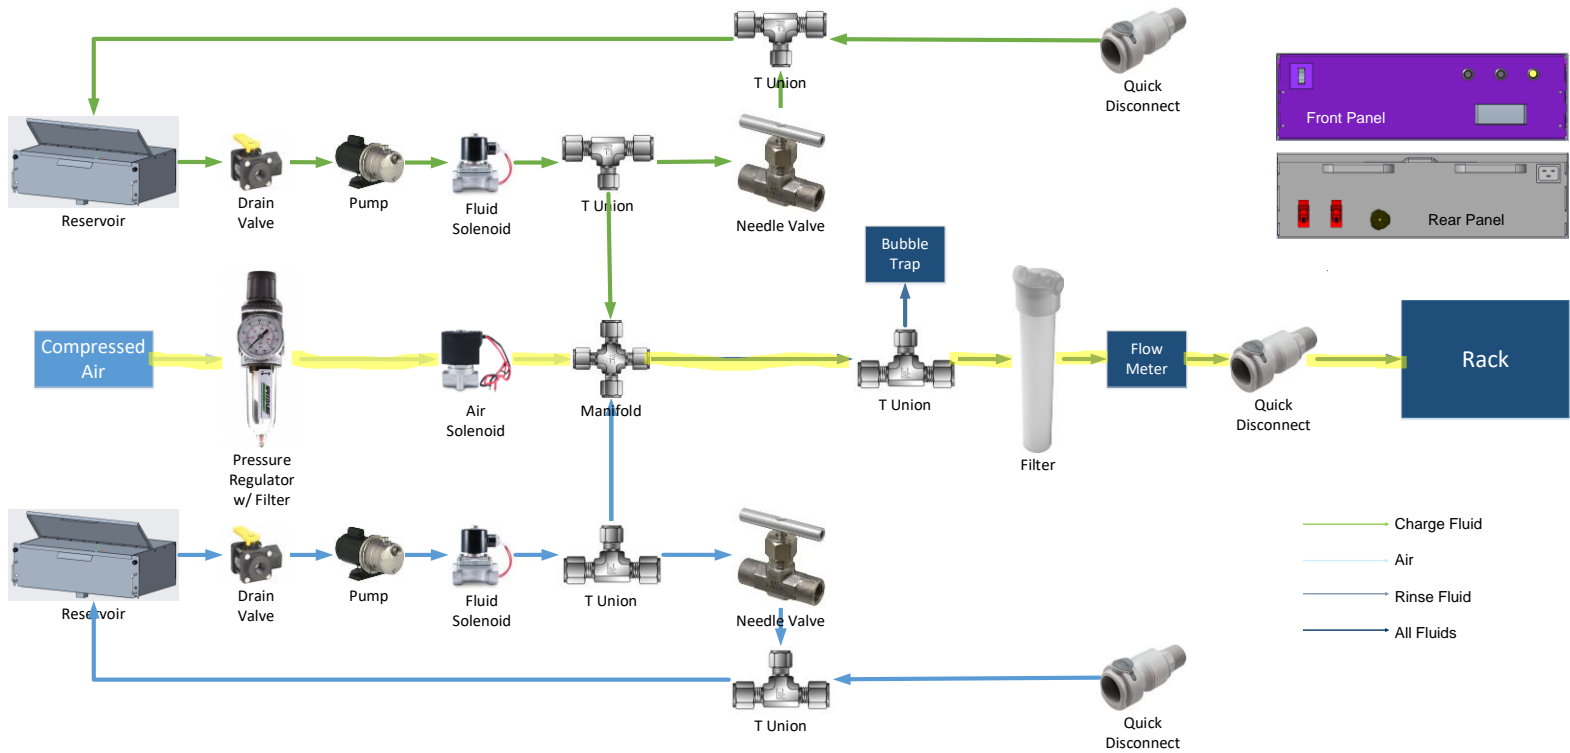 T Union
Quick
Disconnect
Front Panel
Reservoir
Drain
Valve
Pump
Fluid
Solenoid
T Union
Needle Valve
Rear Panel
Bubble
Trap
Compressed
Air
Pressure
Regulator
w/ Filter
Air
Solenoid
Manifold
T Union
Filter
Flow
Meter
Quick
Disconnect
Rack
Reservoir
Drain
Valve
Pump
Fluid
Solenoid
T Union
Needle Valve
T Union
Quick
Disconnect
Charge Fluid
Air
Rinse Fluid
All Fluids